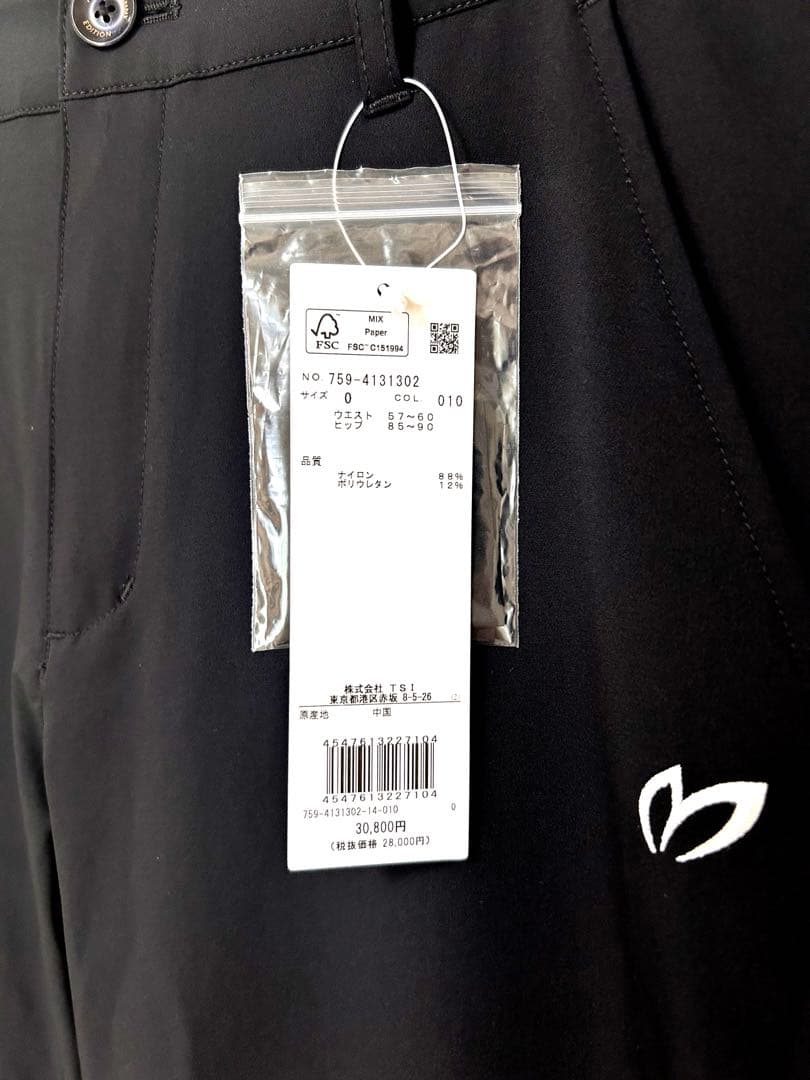 EDITION
MIX
Paper
FSC™ C151994
FSC
NO. 759-4131302
サイズ 0 COL. 010
ウエスト 57~60
ヒップ 85~90
品質
ナイロン 88%
ポリウレタン 12%
株式会社 TSI
東京都港区赤坂 8-5-26 (2)
原産地 中国
4547613227104
4547613227104
759-4131302-14-010 0
30,800円
(税抜価格 28,000円)